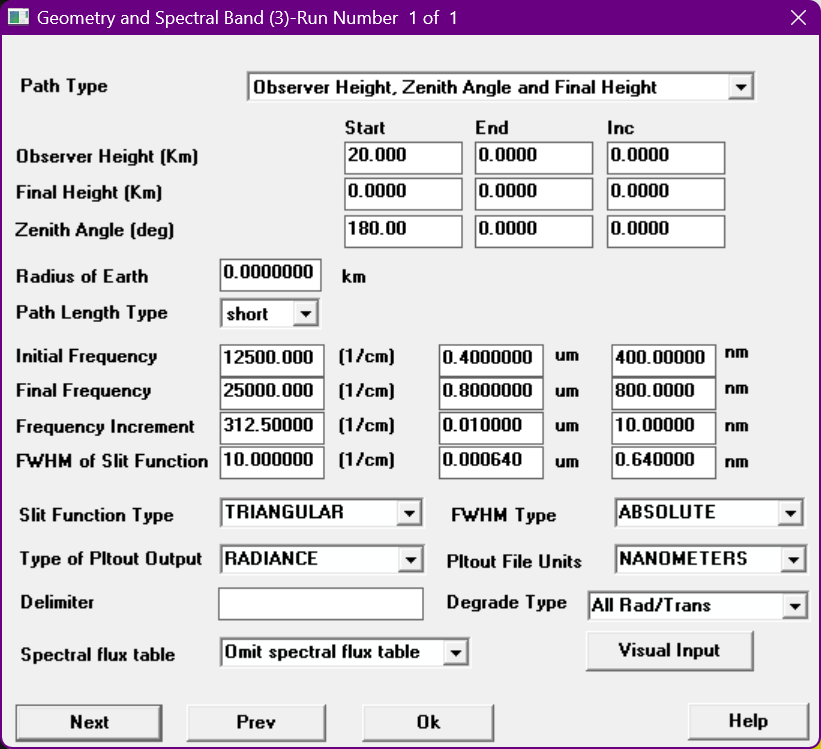 Geometry and Spectral Band (3)-Run Number 1 of 1
Path Type Observer Height, Zenith Angle and Final Height
Start End Inc
Observer Height (Km) 20.000 0.0000 0.0000
Final Height (Km) 0.0000 0.0000 0.0000
Zenith Angle (deg) 180.00 0.0000 0.0000
Radius of Earth 0.0000000 km
Path Length Type short
Initial Frequency 12500.000 (1/cm) 0.4000000 um 400.00000 nm
Final Frequency 25000.000 (1/cm) 0.8000000 um 800.0000 nm
Frequency Increment 312.50000 (1/cm) 0.010000 um 10.00000 nm
FWHM of Slit Function 10.000000 (1/cm) 0.000640 um 0.640000 nm
Slit Function Type TRIANGULAR FWHM Type ABSOLUTE
Type of Pltout Output RADIANCE Pltout File Units NANOMETERS
Delimiter Degrade Type All Rad/Trans
Spectral flux table Omit spectral flux table Visual Input
Next Prev Ok Help